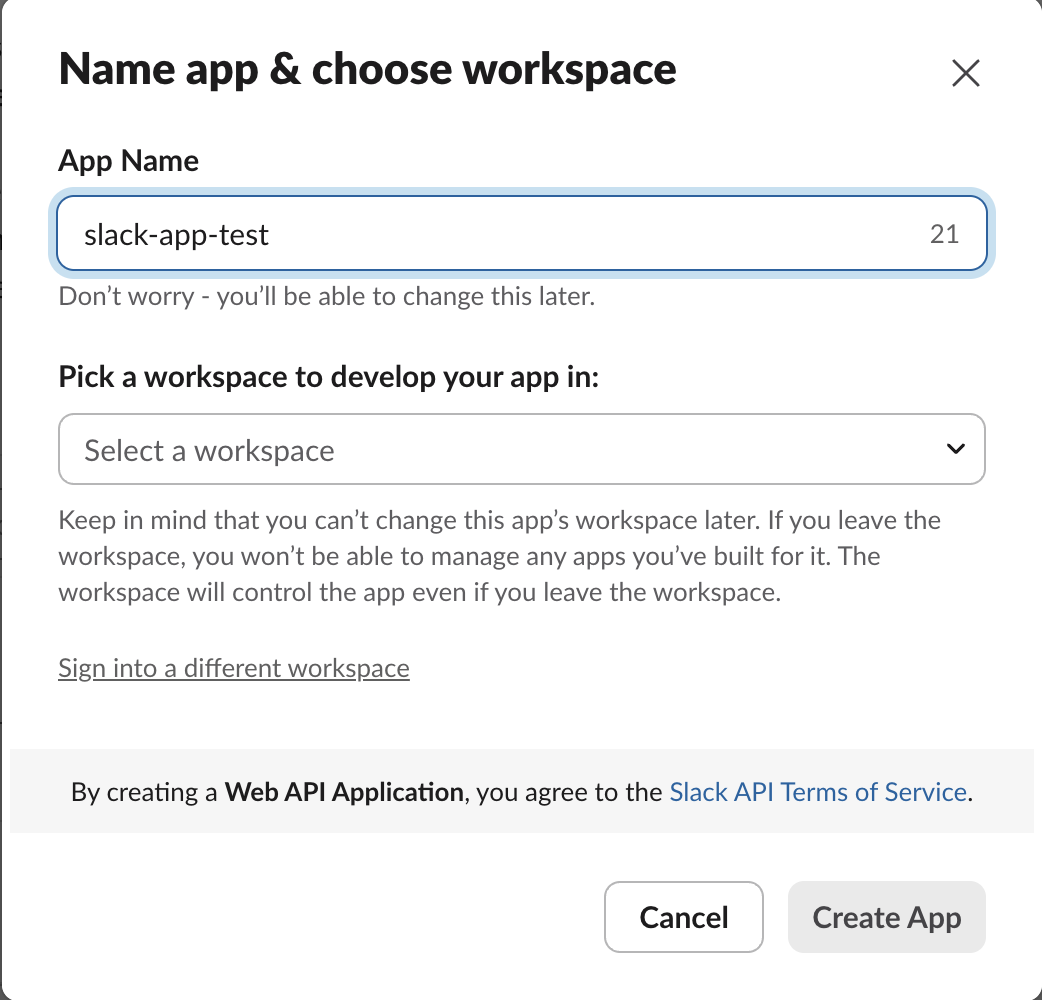 Name app & choose workspace
App Name
slack-app-test 21
Don’t worry - you’ll be able to change this later.
Pick a workspace to develop your app in:
Select a workspace
Keep in mind that you can’t change this app’s workspace later. If you leave the
workspace, you won’t be able to manage any apps you’ve built for it. The
workspace will control the app even if you leave the workspace.
Sign into a different workspace
By creating a Web API Application, you agree to the Slack API Terms of Service.
Cancel Create App